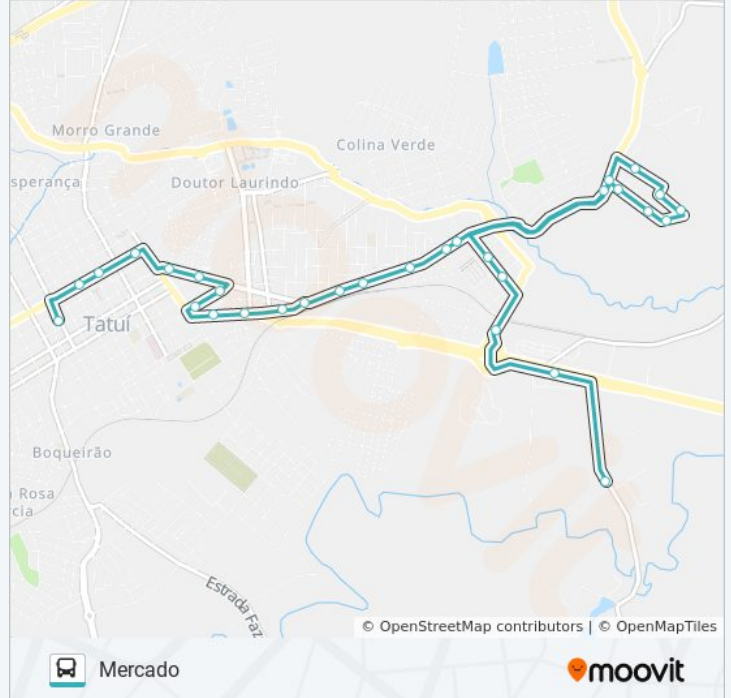 Morro Grande
Colina Verde
sperança
Doutor Laurindo
Tatuí
Boqueirão
a Rosa
cia
Estrada Faz
© OpenStreetMap contributors | © OpenMapTiles
Mercado
moovit